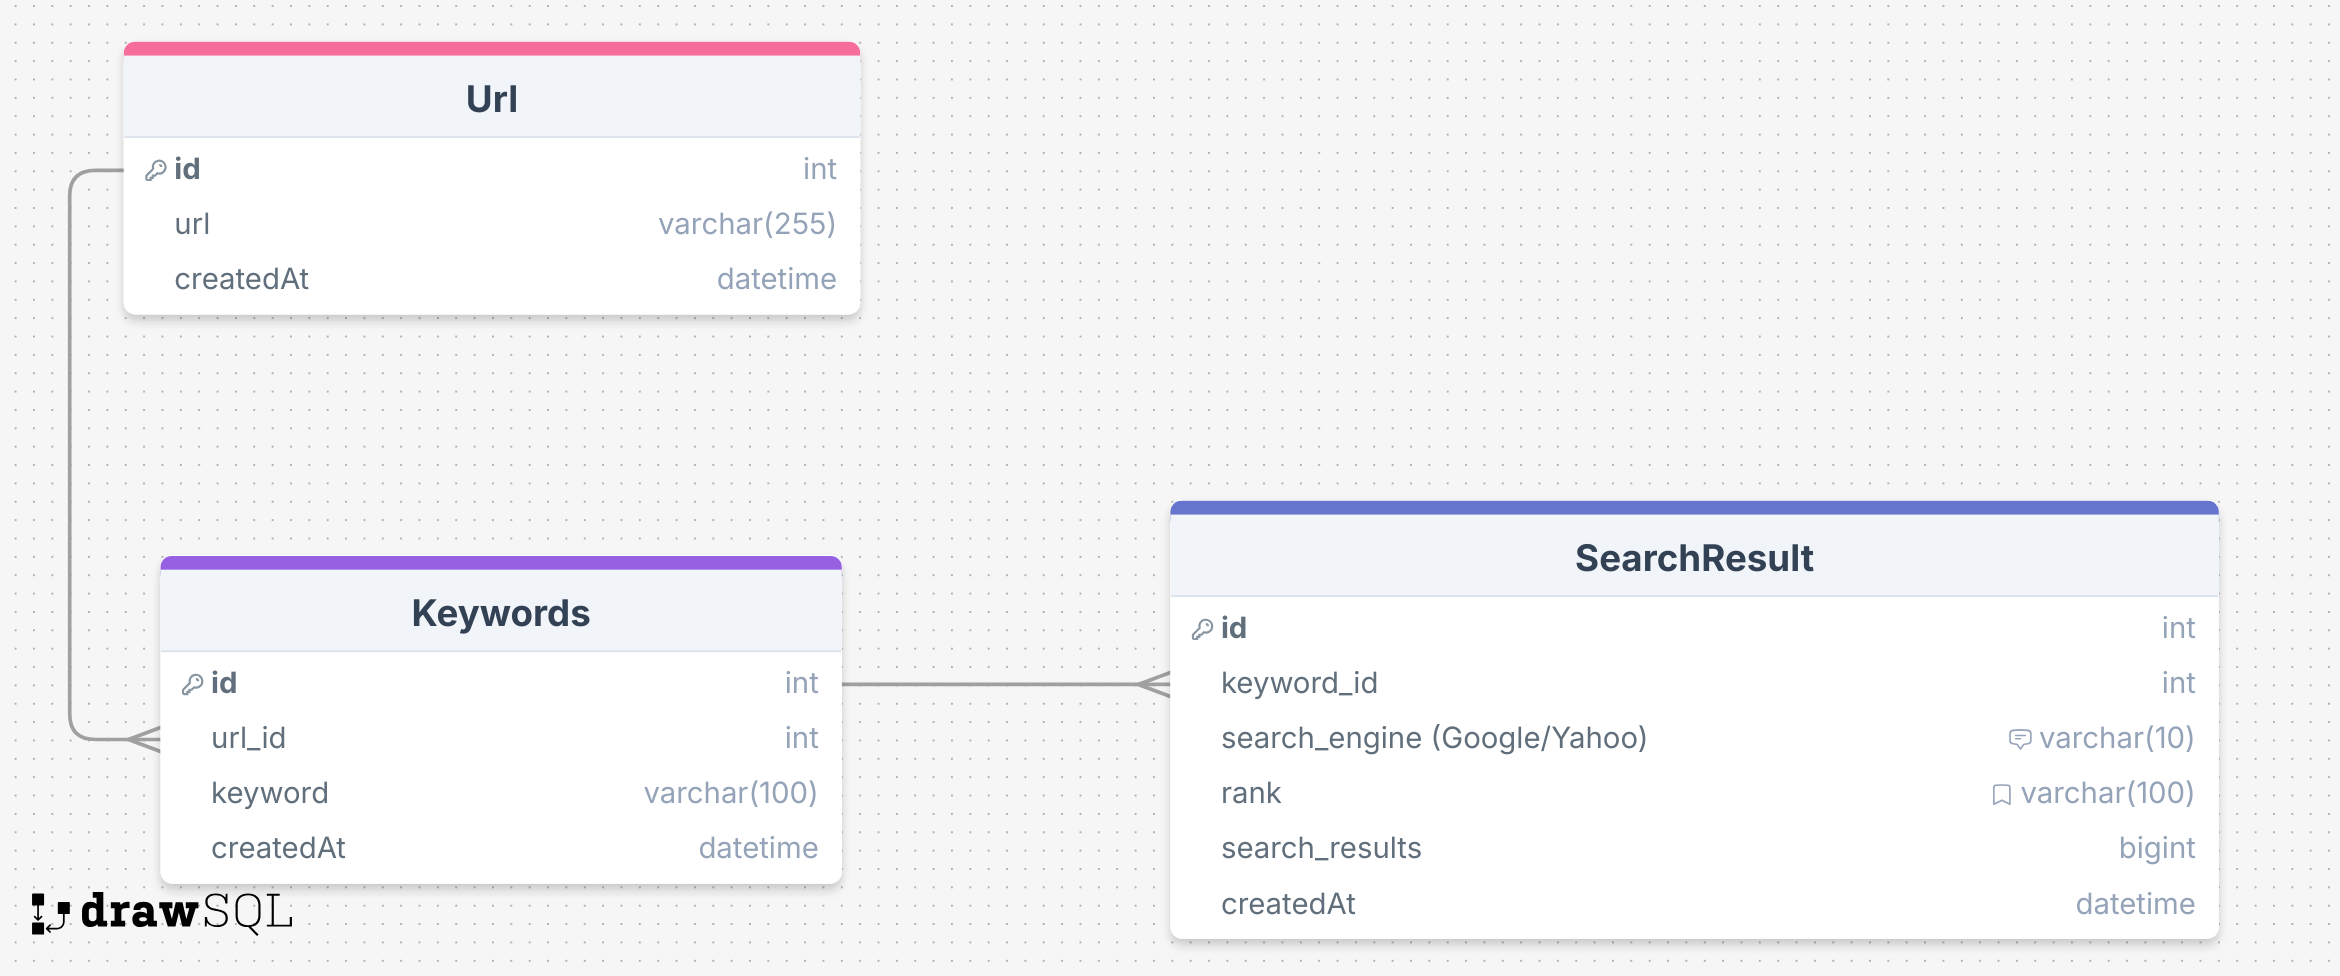 Url
id int
url varchar(255)
createdAt datetime
Keywords
id int
url_id int
keyword varchar(100)
createdAt datetime
SearchResult
id int
keyword_id int
search_engine (Google/Yahoo) varchar(10)
rank varchar(100)
search_results bigint
createdAt datetime
drawSQL